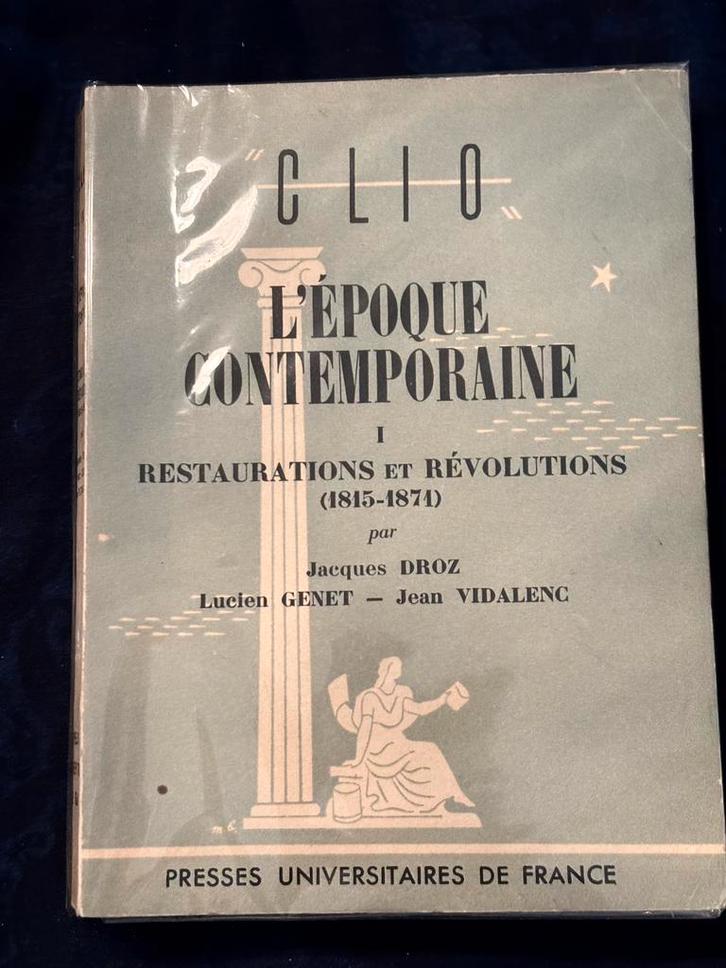 "CLIO"
L'ÉPOQUE
CONTEMPORAINE
I
RESTAURATIONS ET RÉVOLUTIONS
(1815-1871)
par
Jacques DROZ
Lucien GENET — Jean VIDALENC
PRESSES UNIVERSITAIRES DE FRANCE